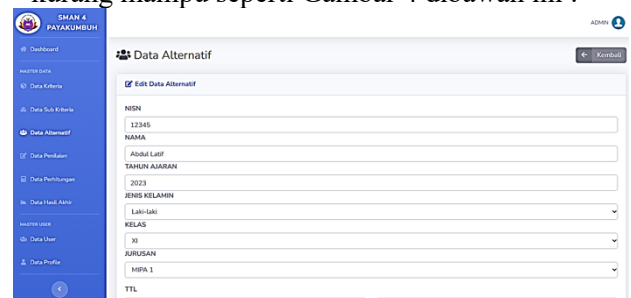 kurang mampu seperti Gambar 4 dibawah ini :
SMAN 4
PAYAKUMBUH
ADMIN
Dashboard
Data Alternatif
Kembali
MASTER DATA
Data Kriteria
Edit Data Alternatif
Data Sub Kriteria
NISN
12345
Data Alternatif
NAMA
Abdul Latif
Data Penilaian
TAHUN AJARAN
2023
Data Perhitungan
JENIS KELAMIN
Laki-laki
Data Hasil Akhir
KELAS
XI
MASTER USER
Data User
JURUSAN
MIPA 1
Data Profile
TTL